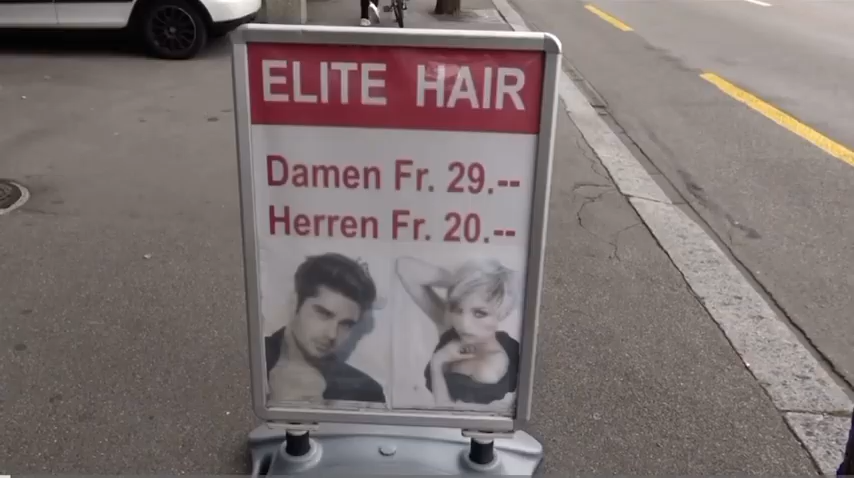 ELITE HAIR
Damen Fr. 29.--
Herren Fr. 20.--